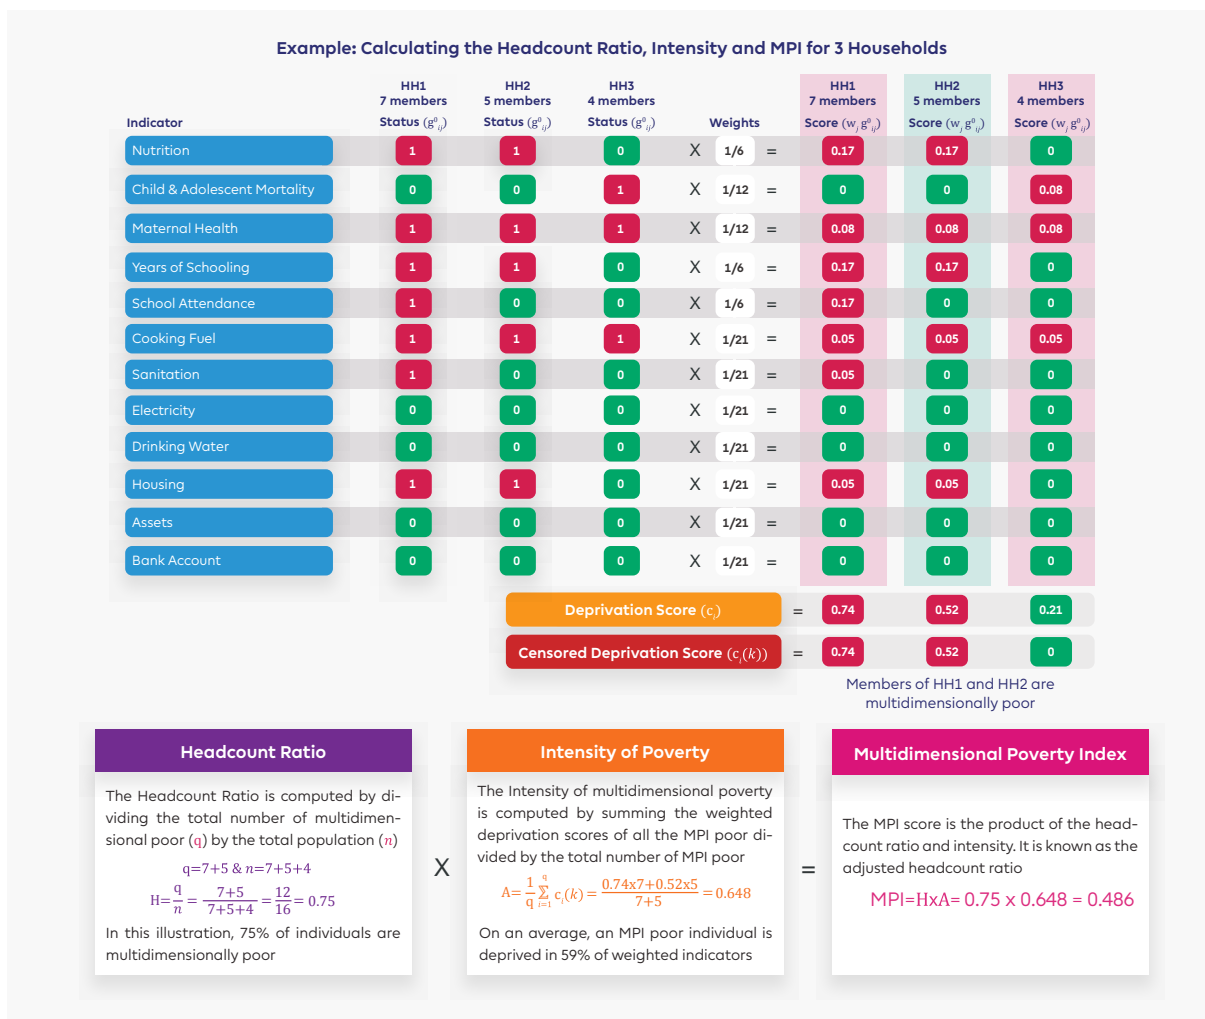 Example: Calculating the Headcount Ratio, Intensity and MPI for 3 Households
HH1 HH2 HH3 HH1 HH2 HH3
7 members 5 members 4 members 7 members 5 members 4 members
Indicator Status (g⁰ᵢⱼ) Status (g⁰ᵢⱼ) Status (g⁰ᵢⱼ) Weights Score (wⱼ g⁰ᵢⱼ) Score (wⱼ g⁰ᵢⱼ) Score (wⱼ g⁰ᵢⱼ)
Nutrition 1 1 0 X 1/6 = 0.17 0.17 0
Child & Adolescent Mortality 0 0 1 X 1/12 = 0 0 0.08
Maternal Health 1 1 1 X 1/12 = 0.08 0.08 0.08
Years of Schooling 1 1 0 X 1/6 = 0.17 0.17 0
School Attendance 1 0 0 X 1/6 = 0.17 0 0
Cooking Fuel 1 1 1 X 1/21 = 0.05 0.05 0.05
Sanitation 1 0 0 X 1/21 = 0.05 0 0
Electricity 0 0 0 X 1/21 = 0 0 0
Drinking Water 0 0 0 X 1/21 = 0 0 0
Housing 1 1 0 X 1/21 = 0.05 0.05 0
Assets 0 0 0 X 1/21 = 0 0 0
Bank Account 0 0 0 X 1/21 = 0 0 0
Deprivation Score (cᵢ) = 0.74 0.52 0.21
Censored Deprivation Score (cᵢ(k)) = 0.74 0.52 0
Members of HH1 and HH2 are
multidimensionally poor
Headcount Ratio
The Headcount Ratio is computed by di-
viding the total number of multidimen-
sional poor (q) by the total population (n)
q=7+5 & n=7+5+4
H= q/n = 7+5/7+5+4 = 12/16 = 0.75
In this illustration, 75% of individuals are
multidimensionally poor
X
Intensity of Poverty
The Intensity of multidimensional poverty
is computed by summing the weighted
deprivation scores of all the MPI poor di-
vided by the total number of MPI poor
A= 1/q Σ q i=1 cᵢ(k) = 0.74x7+0.52x5/7+5 = 0.648
On an average, an MPI poor individual is
deprived in 59% of weighted indicators
=
Multidimensional Poverty Index
The MPI score is the product of the head-
count ratio and intensity. It is known as the
adjusted headcount ratio
MPI=HxA= 0.75 x 0.648 = 0.486